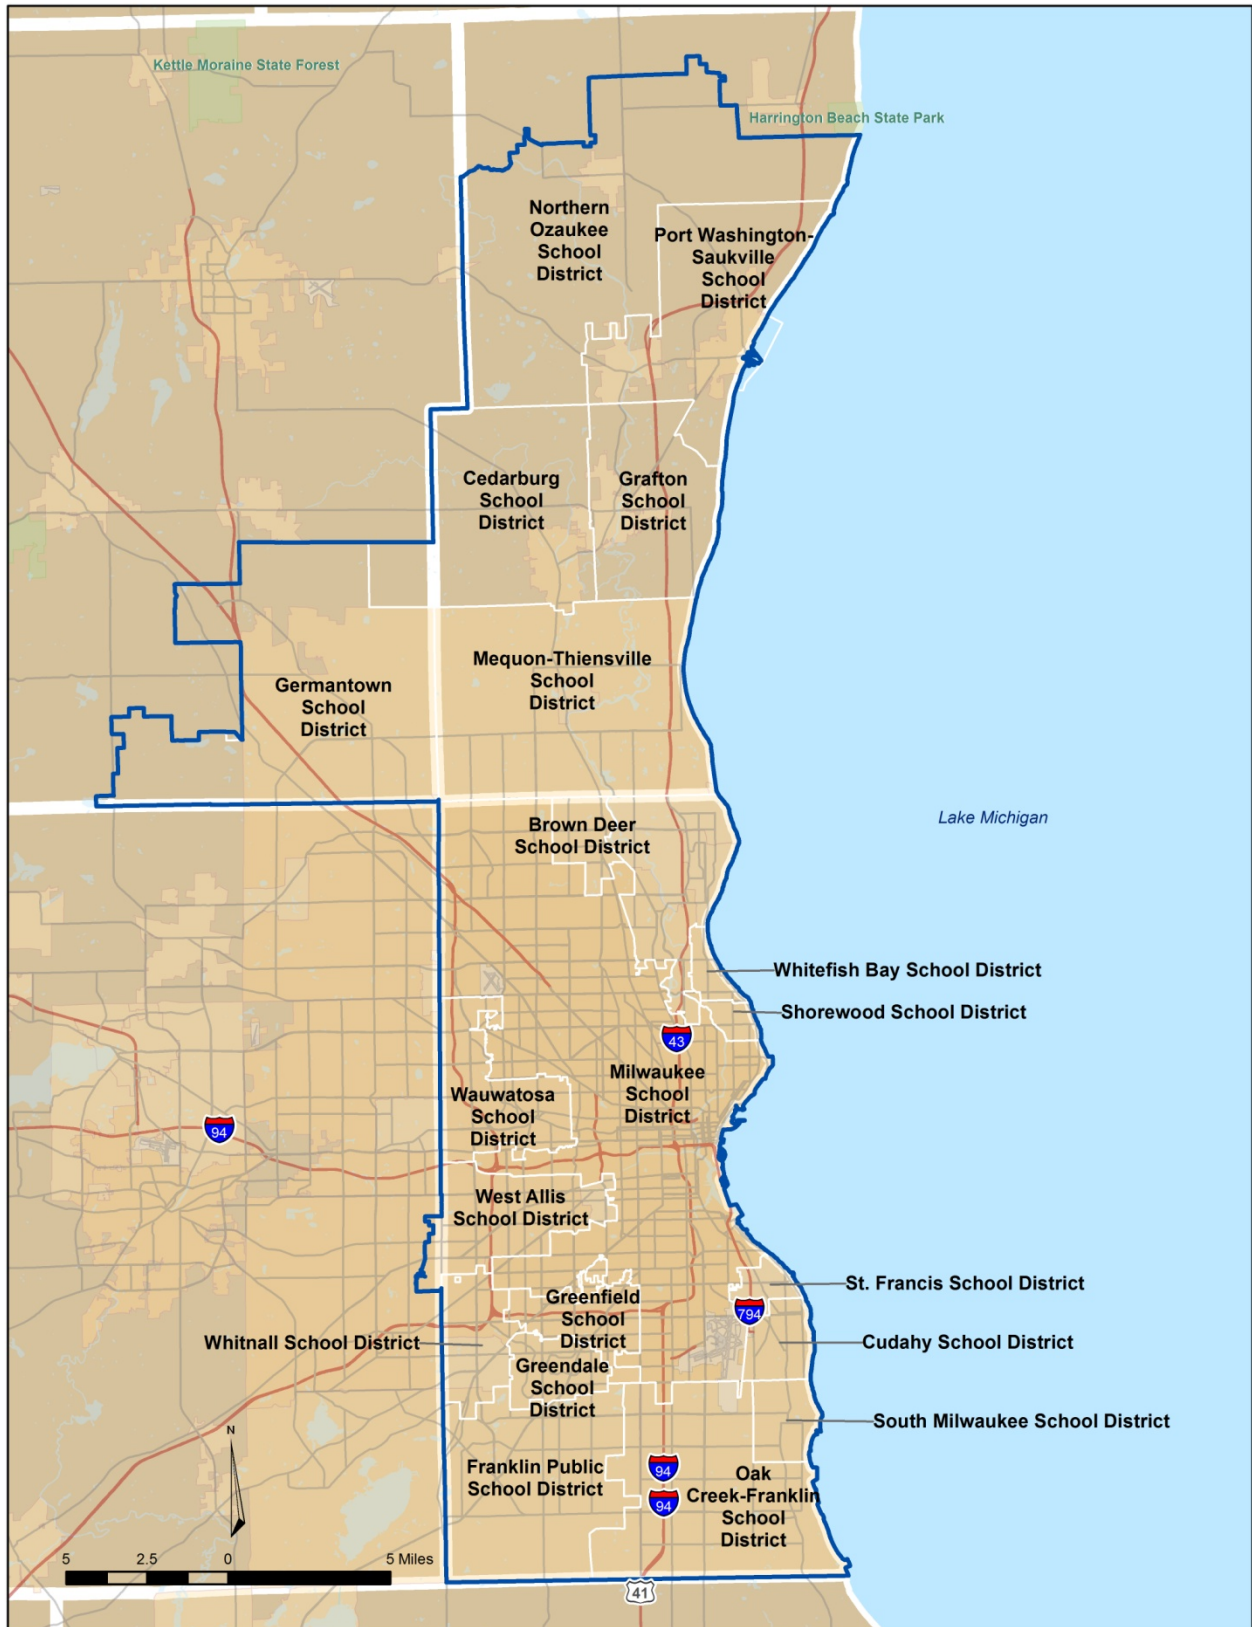 Kettle Moraine State Forest
Harrington Beach State Park
Northern
Ozaukee
School
District
Port Washington-
Saukville
School
District
Cedarburg
School
District
Grafton
School
District
Mequon-Thiensville
School
District
Germantown
School
District
Lake Michigan
Brown Deer
School District
Whitefish Bay School District
Shorewood School District
43
Milwaukee
School
District
Wauwatosa
School
District
94
West Allis
School District
St. Francis School District
Greenfield
School
District
794
Whitnall School District
Cudahy School District
Greendale
School
District
South Milwaukee School District
N
Franklin Public
School District
94
94
Oak
Creek-Franklin
School
District
5 2.5 0 5 Miles
41